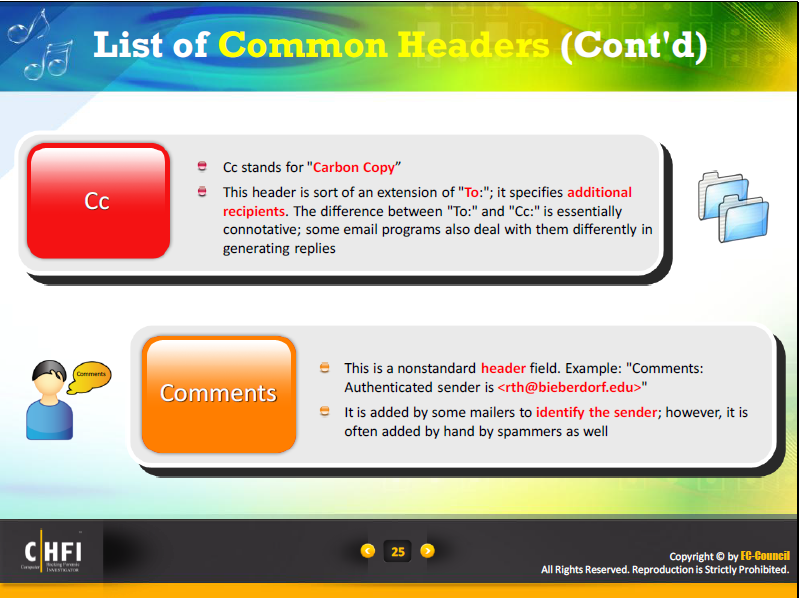 List of Common Headers (Cont'd)
Cc
Cc stands for "Carbon Copy”
This header is sort of an extension of "To:"; it specifies additional
recipients. The difference between "To:" and "Cc:" is essentially
connotative; some email programs also deal with them differently in
generating replies
Comments
Comments
This is a nonstandard header field. Example: "Comments:
Authenticated sender is <rth@bieberdorf.edu>"
It is added by some mailers to identify the sender; however, it is
often added by hand by spammers as well
CHFI
Computer Hacking Forensic
INVESTIGATOR
25
Copyright © by EC-Council
All Rights Reserved. Reproduction is Strictly Prohibited.